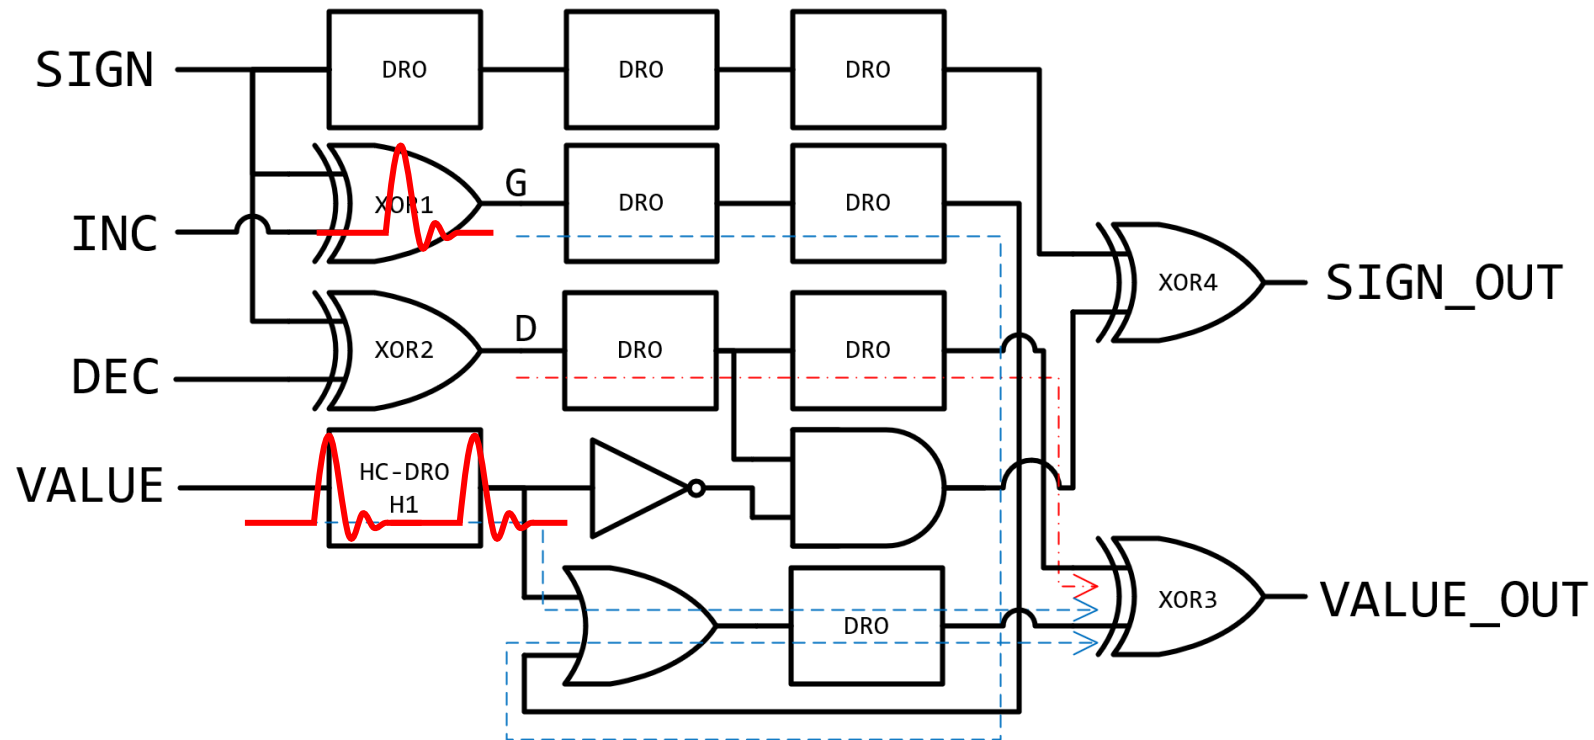 SIGN
DRO
DRO
DRO
INC
XOR1
G
DRO
DRO
XOR4
SIGN_OUT
DEC
XOR2
D
DRO
DRO
VALUE
HC-DRO
H1
DRO
XOR3
VALUE_OUT